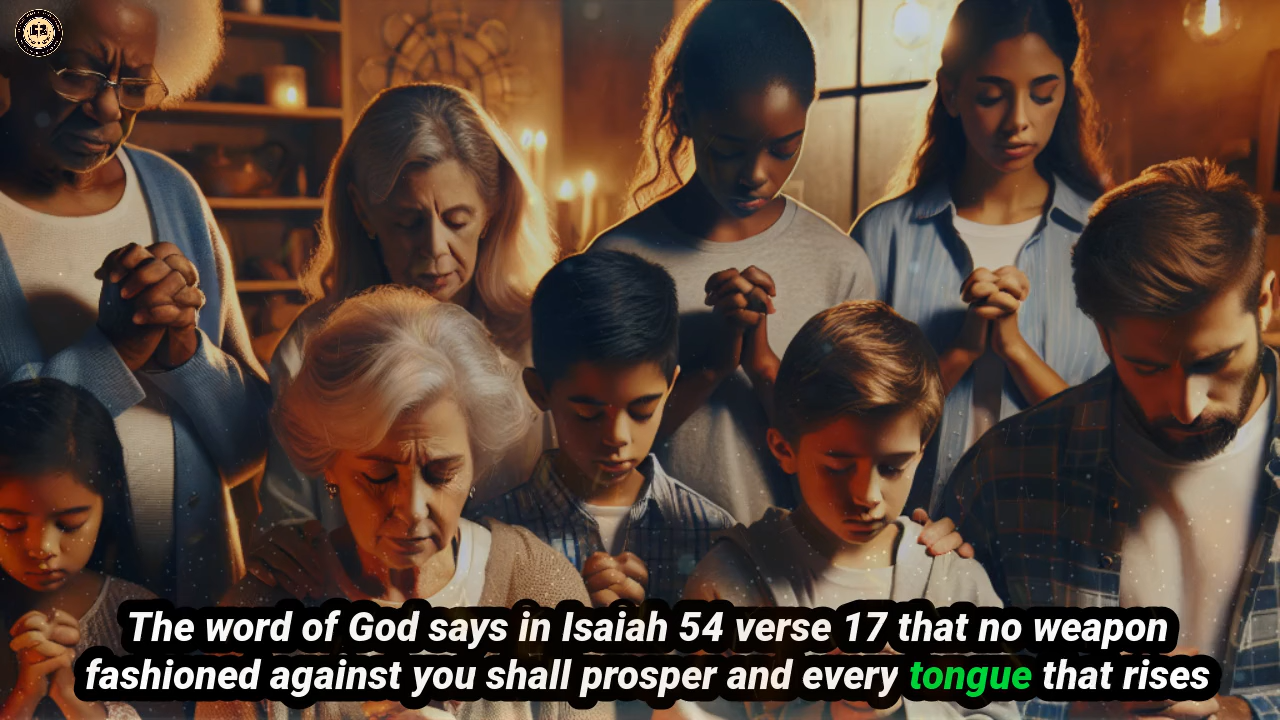 The word of God says in Isaiah 54 verse 17 that no weapon
fashioned against you shall prosper and every tongue that rises